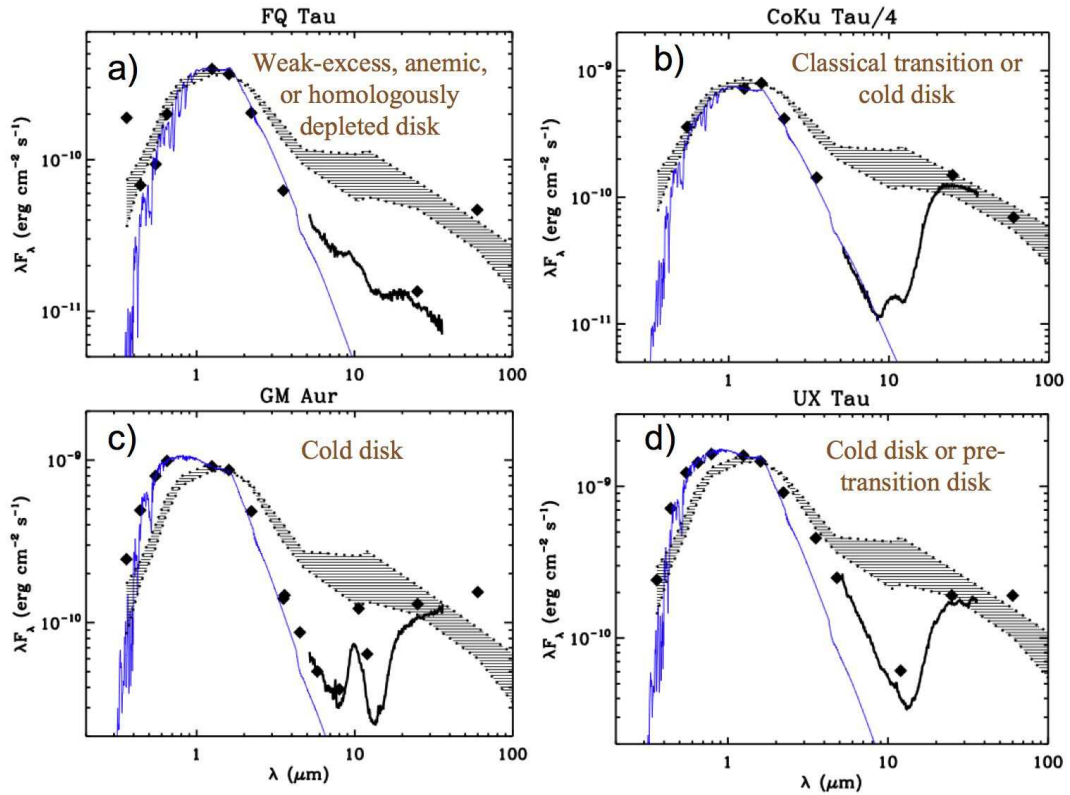 FQ Tau
a)
Weak-excess, anemic,
or homologously
depleted disk
10⁻¹⁰
10⁻¹¹
λFλ (erg cm⁻² s⁻¹)
1
10
100
CoKu Tau/4
b)
Classical transition or
cold disk
10⁻⁹
10⁻¹⁰
10⁻¹¹
λFλ (erg cm⁻² s⁻¹)
1
10
100
GM Aur
c)
Cold disk
10⁻⁹
10⁻¹⁰
λFλ (erg cm⁻² s⁻¹)
1
10
100
λ (μm)
UX Tau
d)
Cold disk or pre-
transition disk
10⁻⁹
10⁻¹⁰
λFλ (erg cm⁻² s⁻¹)
1
10
100
λ (μm)